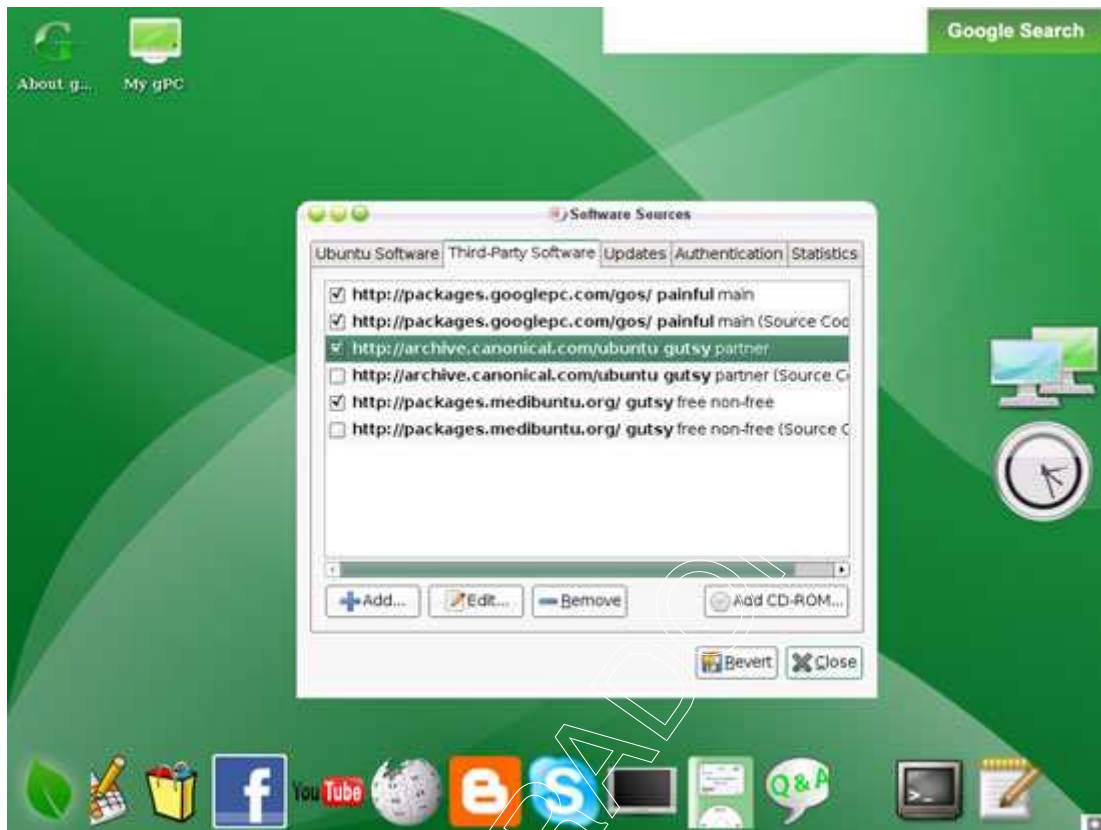 Google Search
About g...
My gPC
Software Sources
Ubuntu Software Third-Party Software Updates Authentication Statistics
http://packages.googlepc.com/gos/ painful main
http://packages.googlepc.com/gos/ painful main (Source Cod
http://archive.canonical.com/ubuntu gutsy partner
http://archive.canonical.com/ubuntu gutsy partner (Source C
http://packages.medibuntu.org/ gutsy free non-free
http://packages.medibuntu.org/ gutsy free non-free (Source C
Add... Edit... Remove Add CD-ROM...
Revert Close
f You Tube B S Q & A >_